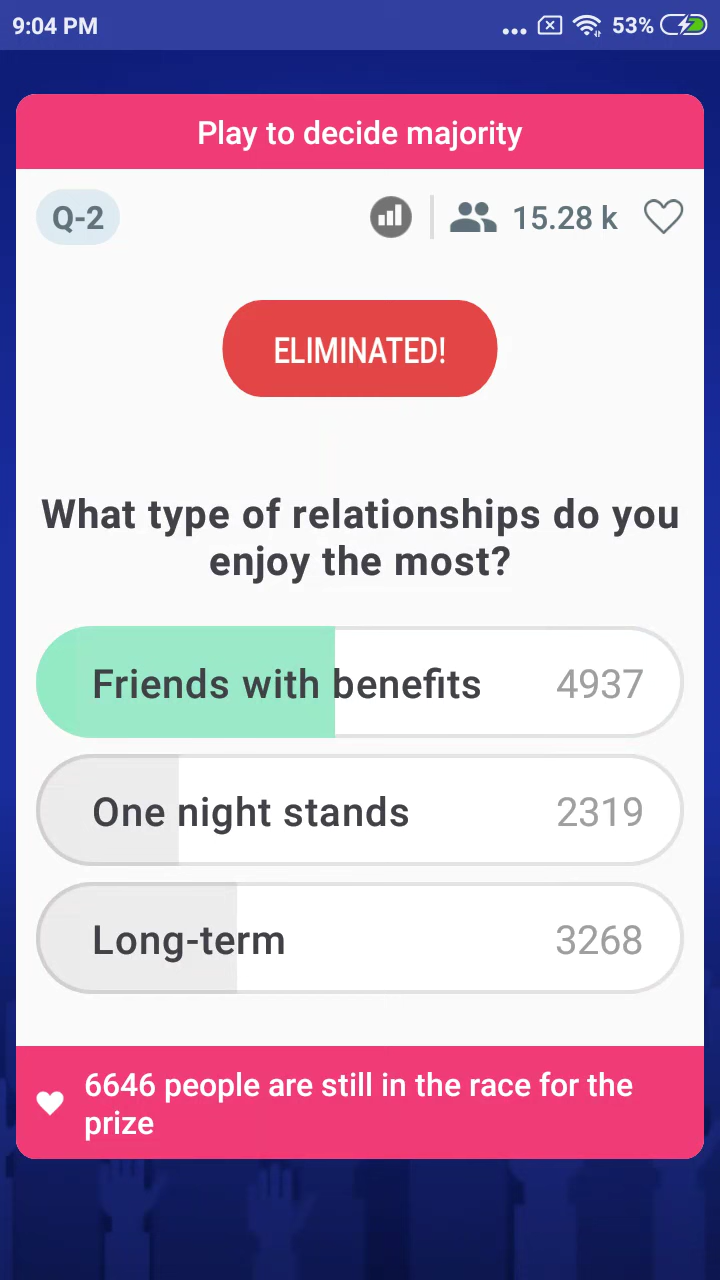 9:04 PM
53%
Play to decide majority
Q-2
15.28 k
ELIMINATED!
What type of relationships do you
enjoy the most?
Friends with benefits 4937
One night stands 2319
Long-term 3268
6646 people are still in the race for the
prize